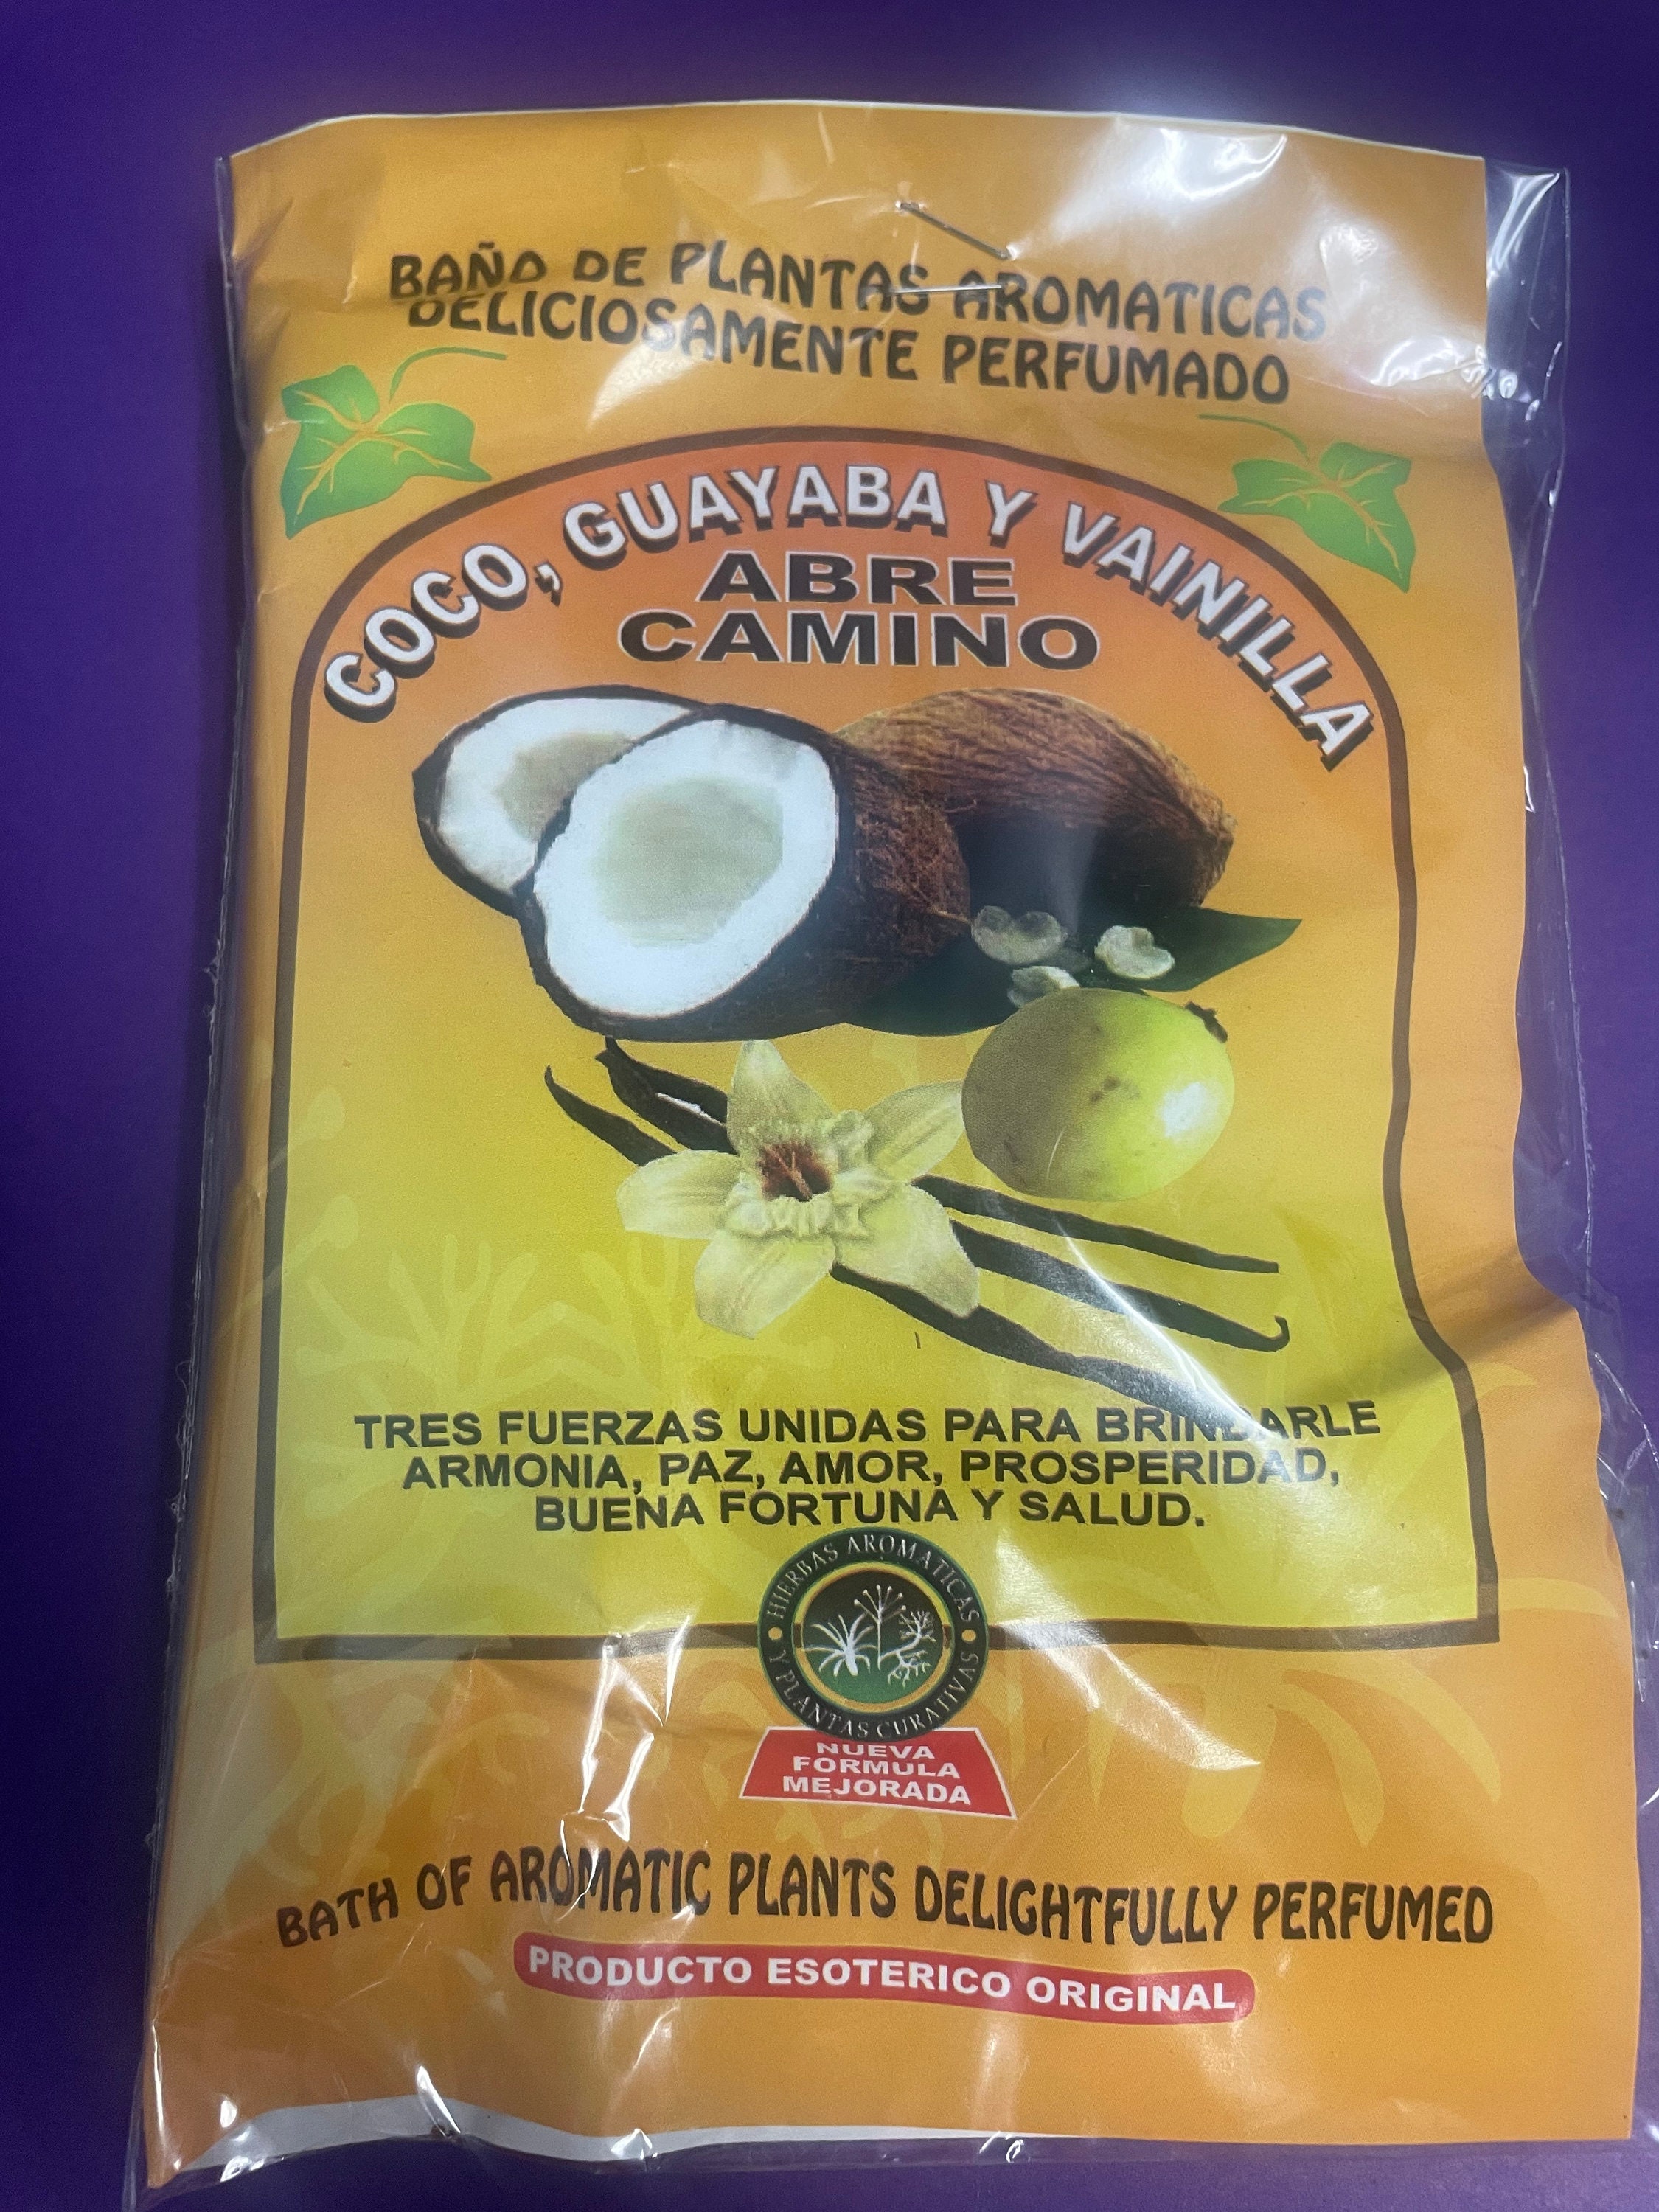 BAÑO DE PLANTAS AROMATICAS
DELICIOSAMENTE PERFUMADO
COCO, GUAYABA Y VAINILLA
ABRE
CAMINO
TRES FUERZAS UNIDAS PARA BRINDARLE
ARMONIA, PAZ, AMOR, PROSPERIDAD,
BUENA FORTUNA Y SALUD.
HIERBAS AROMATICAS
Y PLANTAS CURATIVAS
NUEVA
FORMULA
MEJORADA
BATH OF AROMATIC PLANTS DELIGHTFULLY PERFUMED
PRODUCTO ESOTERICO ORIGINAL